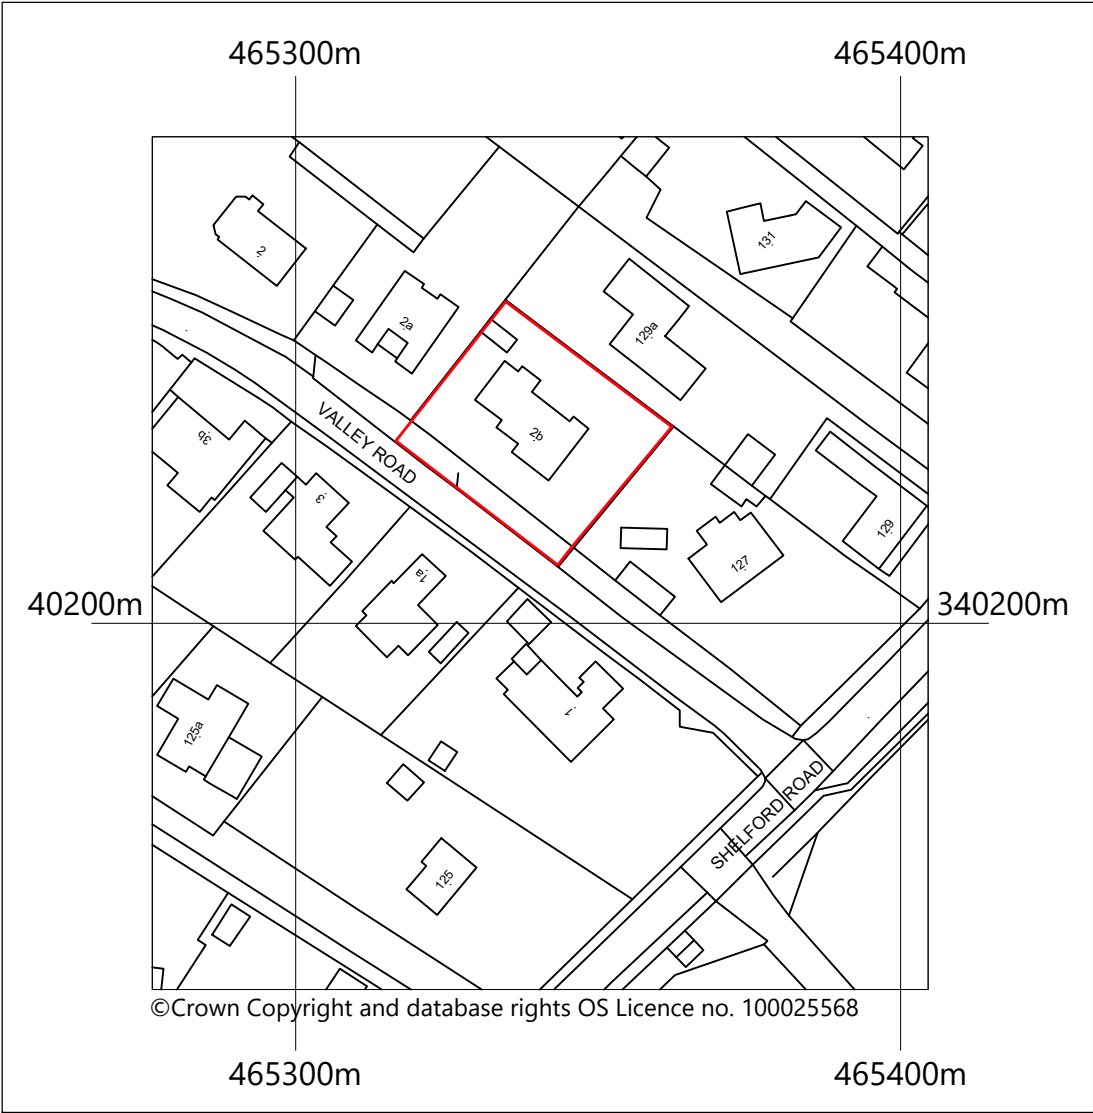 465300m 465400m
2
131
2a
129a
VALLEY ROAD
3b
2b
3
129
127
1a
40200m 340200m
1
125a
SHELFORD ROAD
125
©Crown Copyright and database rights OS Licence no. 100025568
465300m 465400m